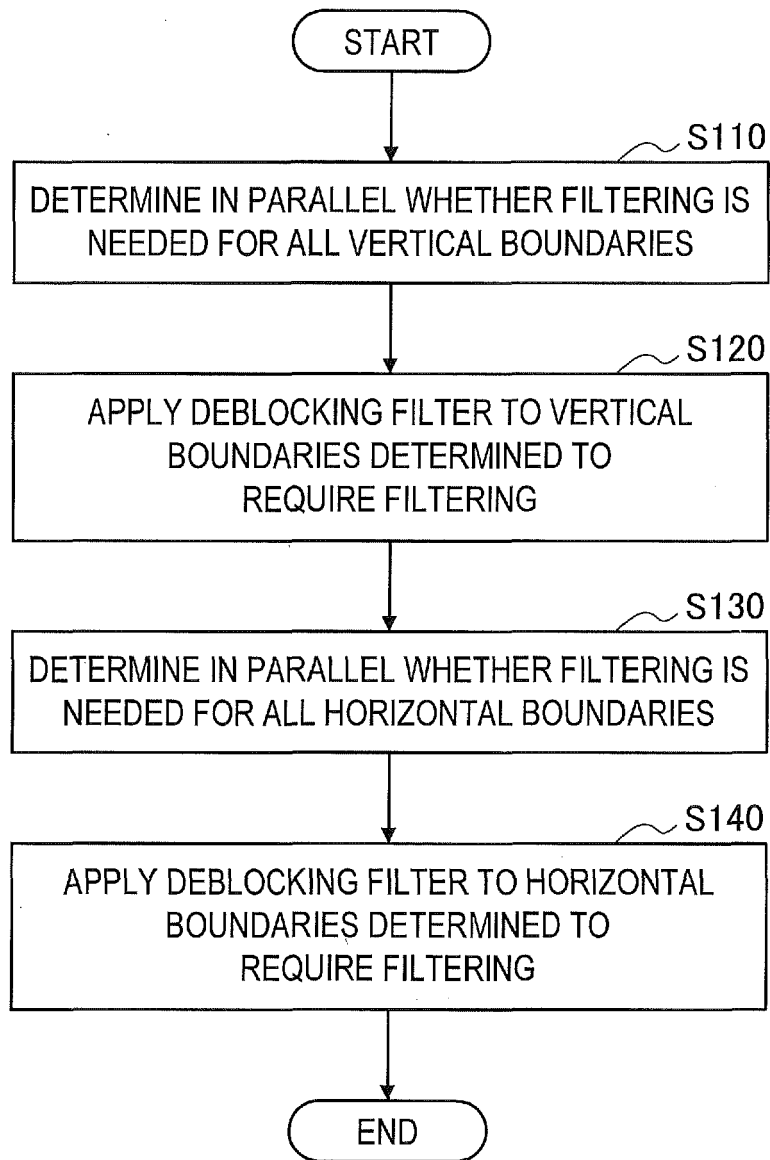 START
S110
DETERMINE IN PARALLEL WHETHER FILTERING IS
NEEDED FOR ALL VERTICAL BOUNDARIES
S120
APPLY DEBLOCKING FILTER TO VERTICAL
BOUNDARIES DETERMINED TO
REQUIRE FILTERING
S130
DETERMINE IN PARALLEL WHETHER FILTERING IS
NEEDED FOR ALL HORIZONTAL BOUNDARIES
S140
APPLY DEBLOCKING FILTER TO HORIZONTAL
BOUNDARIES DETERMINED TO
REQUIRE FILTERING
END